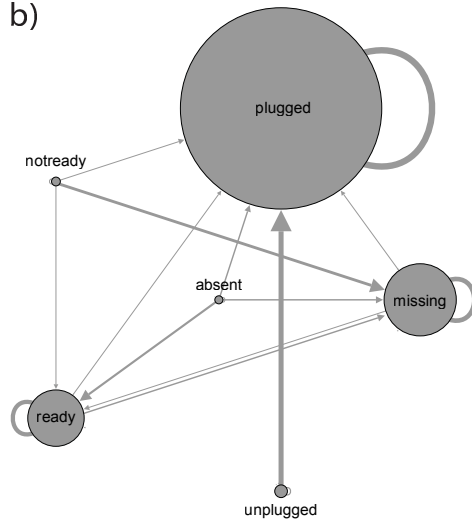 b)
plugged
notready
absent
missing
ready
unplugged